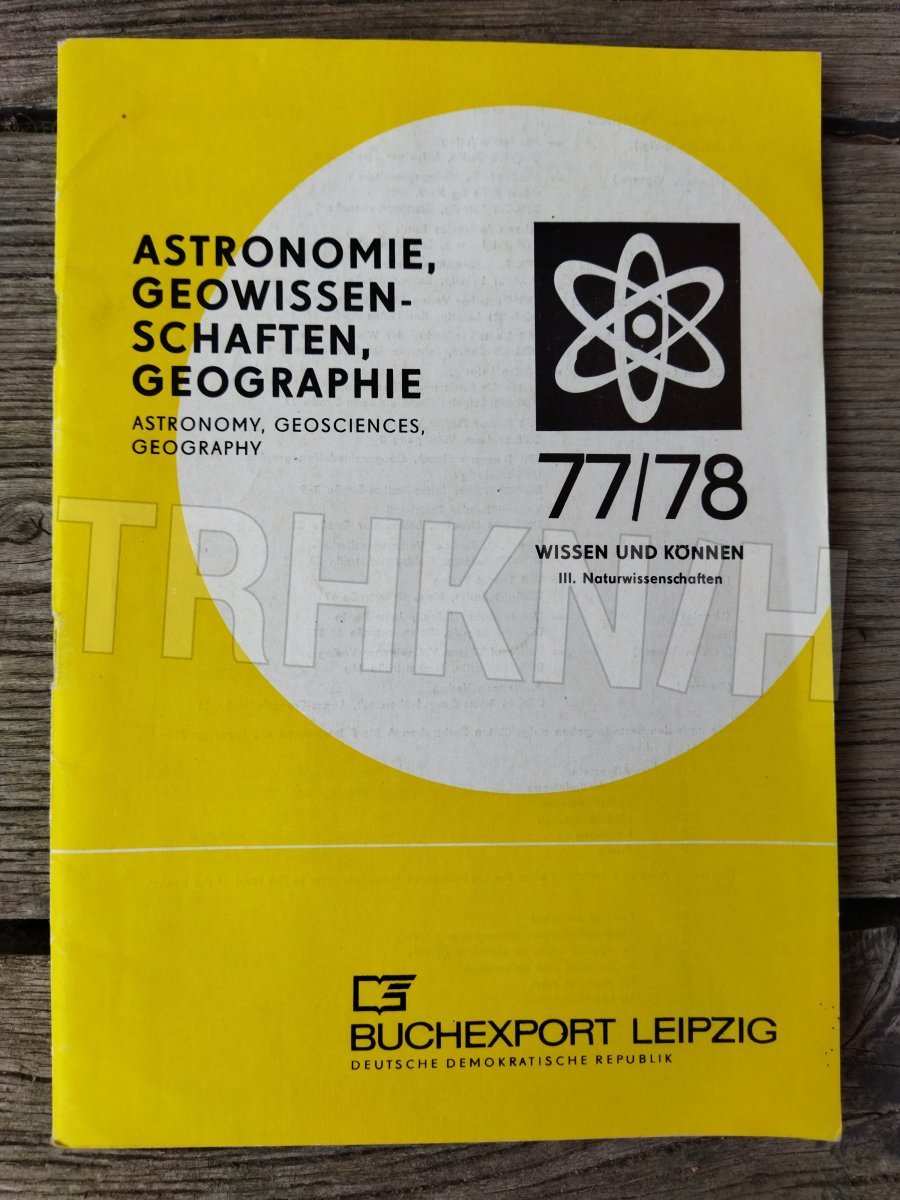 ASTRONOMIE,
GEOWISSEN-
SCHAFTEN,
GEOGRAPHIE
ASTRONOMY, GEOSCIENCES,
GEOGRAPHY
77/78
WISSEN UND KÖNNEN
III. Naturwissenschaften
TRHKN/H
BUCHEXPORT LEIPZIG
DEUTSCHE DEMOKRATISCHE REPUBLIK